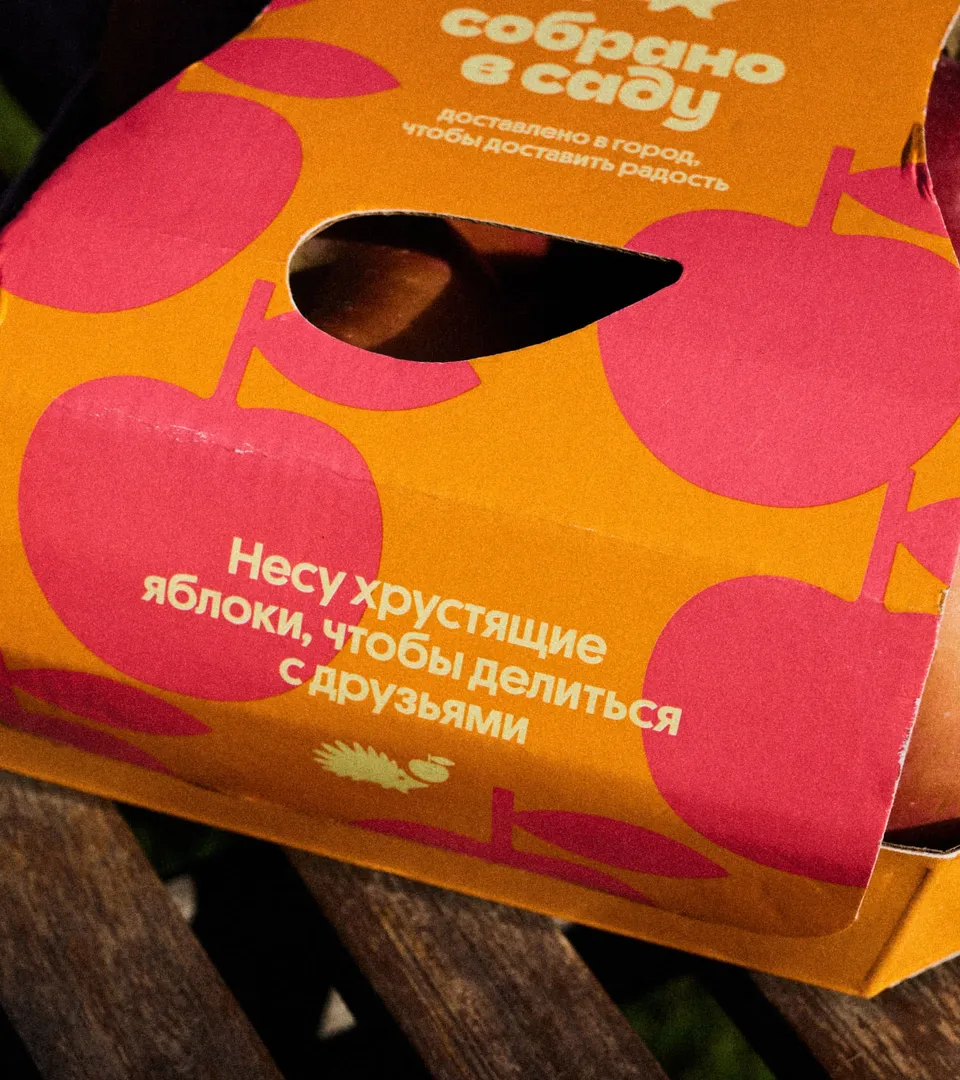 собрано
в саду
доставлено в город,
чтобы доставить радость
Несу хрустящие
яблоки, чтобы делиться
с друзьями